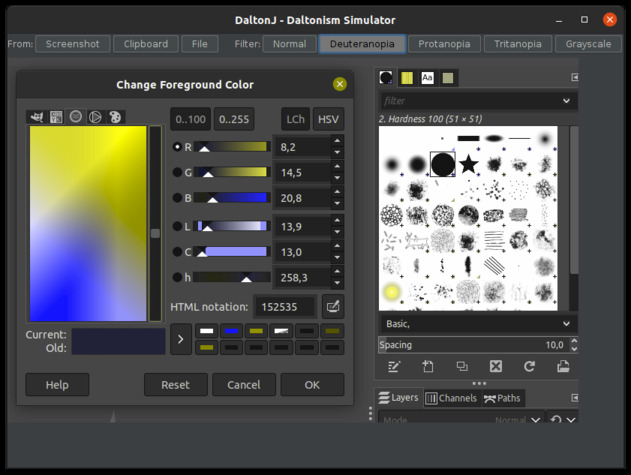 DaltonJ - Daltonism Simulator
From: Screenshot Clipboard File Filter: Normal Deuteranopia Protanopia Tritanopia Grayscale
Change Foreground Color
0..100 0..255 LCh HSV
R 8,2
G 14,5
B 20,8
L 13,9
C 13,0
h 258,3
HTML notation: 152535
Current:
Old:
Help Reset Cancel OK
Aa
filter
2. Hardness 100 (51 × 51)
Basic,
Spacing 10,0
Layers Channels Paths
Mode Normal